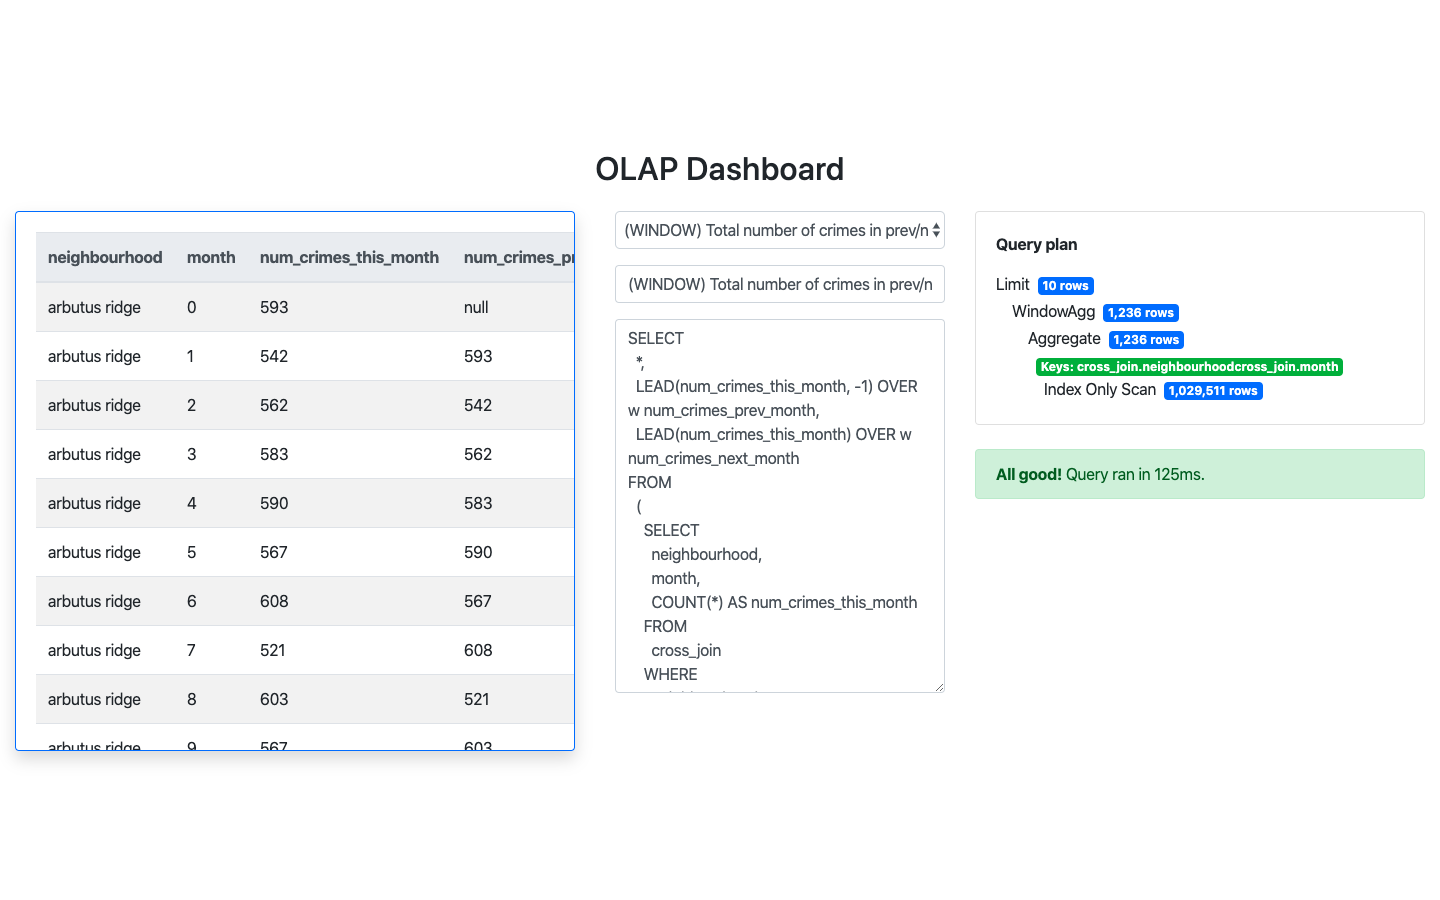 OLAP Dashboard
neighbourhood month num_crimes_this_month num_crimes_pr
arbutus ridge 0 593 null
arbutus ridge 1 542 593
arbutus ridge 2 562 542
arbutus ridge 3 583 562
arbutus ridge 4 590 583
arbutus ridge 5 567 590
arbutus ridge 6 608 567
arbutus ridge 7 521 608
arbutus ridge 8 603 521
arbutus ridge 9 567 603
(WINDOW) Total number of crimes in prev/n
(WINDOW) Total number of crimes in prev/n
SELECT
*,
LEAD(num_crimes_this_month, -1) OVER
w num_crimes_prev_month,
LEAD(num_crimes_this_month) OVER w
num_crimes_next_month
FROM
(
SELECT
neighbourhood,
month,
COUNT(*) AS num_crimes_this_month
FROM
cross_join
WHERE
Query plan
Limit 10 rows
WindowAgg 1,236 rows
Aggregate 1,236 rows
Keys: cross_join.neighbourhoodcross_join.month
Index Only Scan 1,029,511 rows
All good! Query ran in 125ms.